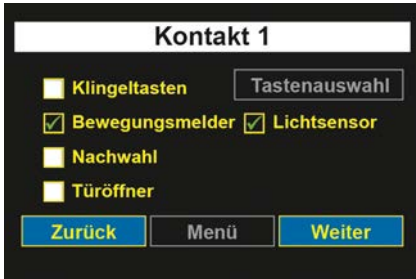 Kontakt 1
Klingeltasten Tastenauswahl
Bewegungsmelder Lichtsensor
Nachwahl
Türöffner
Zurück Menü Weiter